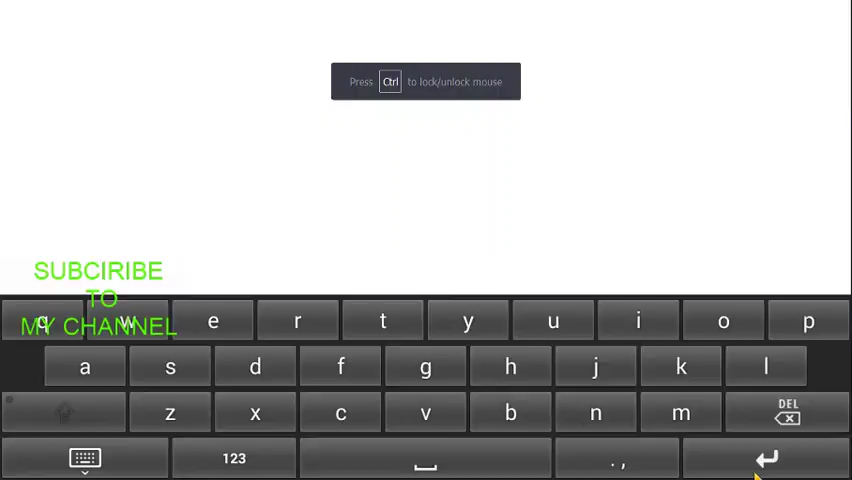 Press Ctrl to lock/unlock mouse
SUBCIRIBE
TO
MY CHANNEL
q w e r t y u i o p
a s d f g h j k l
z x c v b n m DEL
123 . ,